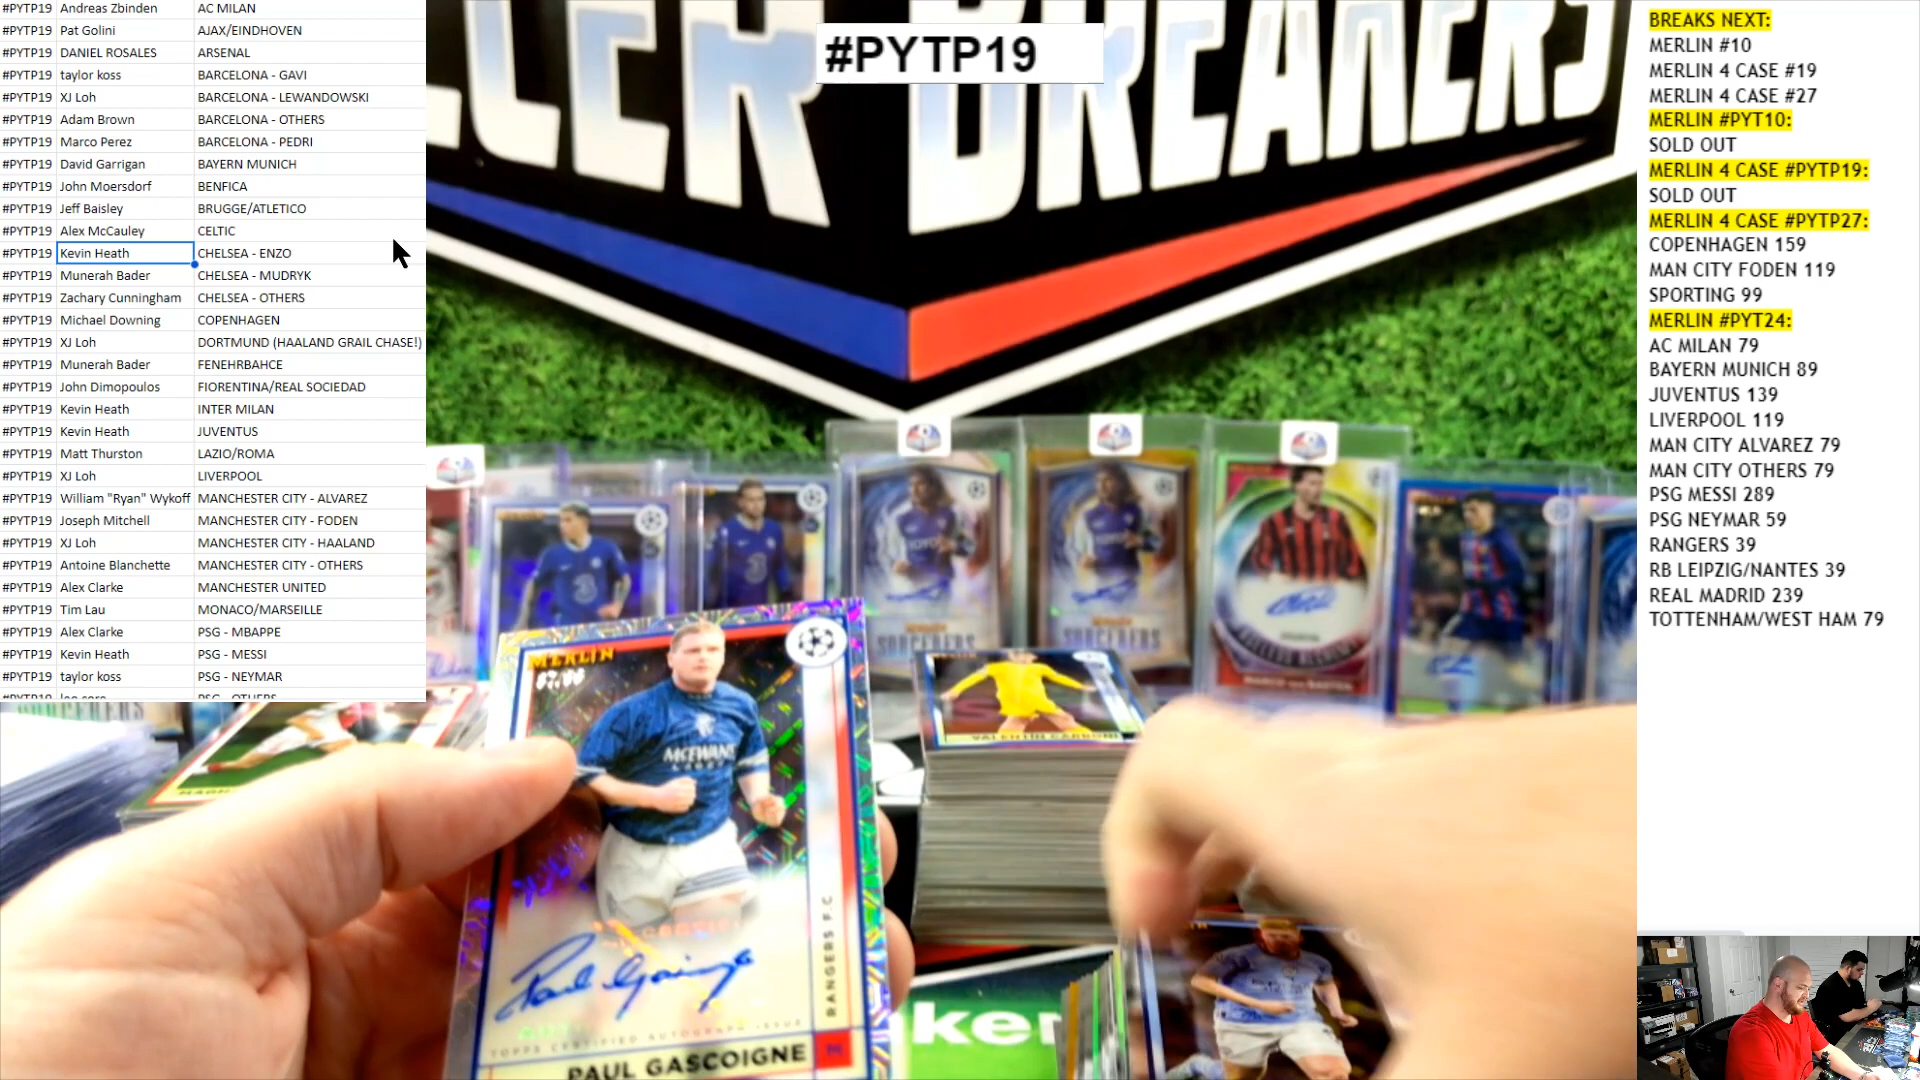 #PYTP19 Andreas Zbinden AC MILAN
#PYTP19 Pat Golini AJAX/EINDHOVEN
#PYTP19 DANIEL ROSALES ARSENAL
#PYTP19 taylor koss BARCELONA - GAVI
#PYTP19 XJ Loh BARCELONA - LEWANDOWSKI
#PYTP19 Adam Brown BARCELONA - OTHERS
#PYTP19 Marco Perez BARCELONA - PEDRI
#PYTP19 David Garrigan BAYERN MUNICH
#PYTP19 John Moersdorf BENFICA
#PYTP19 Jeff Baisley BRUGGE/ATLETICO
#PYTP19 Alex McCauley CELTIC
#PYTP19 Kevin Heath CHELSEA - ENZO
#PYTP19 Munerah Bader CHELSEA - MUDRYK
#PYTP19 Zachary Cunningham CHELSEA - OTHERS
#PYTP19 Michael Downing COPENHAGEN
#PYTP19 XJ Loh DORTMUND (HAALAND GRAIL CHASE!)
#PYTP19 Munerah Bader FENEHRBAHCE
#PYTP19 John Dimopoulos FIORENTINA/REAL SOCIEDAD
#PYTP19 Kevin Heath INTER MILAN
#PYTP19 Kevin Heath JUVENTUS
#PYTP19 Matt Thurston LAZIO/ROMA
#PYTP19 XJ Loh LIVERPOOL
#PYTP19 William "Ryan" Wykoff MANCHESTER CITY - ALVAREZ
#PYTP19 Joseph Mitchell MANCHESTER CITY - FODEN
#PYTP19 XJ Loh MANCHESTER CITY - HAALAND
#PYTP19 Antoine Blanchette MANCHESTER CITY - OTHERS
#PYTP19 Alex Clarke MANCHESTER UNITED
#PYTP19 Tim Lau MONACO/MARSEILLE
#PYTP19 Alex Clarke PSG - MBAPPE
#PYTP19 Kevin Heath PSG - MESSI
#PYTP19 taylor koss PSG - NEYMAR
#PYTP19
BREAKERS
BREAKS NEXT:
MERLIN #10
MERLIN 4 CASE #19
MERLIN 4 CASE #27
MERLIN #PYT10:
SOLD OUT
MERLIN 4 CASE #PYTP19:
SOLD OUT
MERLIN 4 CASE #PYTP27:
COPENHAGEN 159
MAN CITY FODEN 119
SPORTING 99
MERLIN #PYT24:
AC MILAN 79
BAYERN MUNICH 89
JUVENTUS 139
LIVERPOOL 119
MAN CITY ALVAREZ 79
MAN CITY OTHERS 79
PSG MESSI 289
PSG NEYMAR 59
RANGERS 39
RB LEIPZIG/NANTES 39
REAL MADRID 239
TOTTENHAM/WEST HAM 79
MERLIN
MCEWAN'S
LAGER
RANGERS F.C
Paul Gascoigne
TOPPS CERTIFIED AUTOGRAPH ISSUE
PAUL GASCOIGNE
SORCERERS
SORCERERS